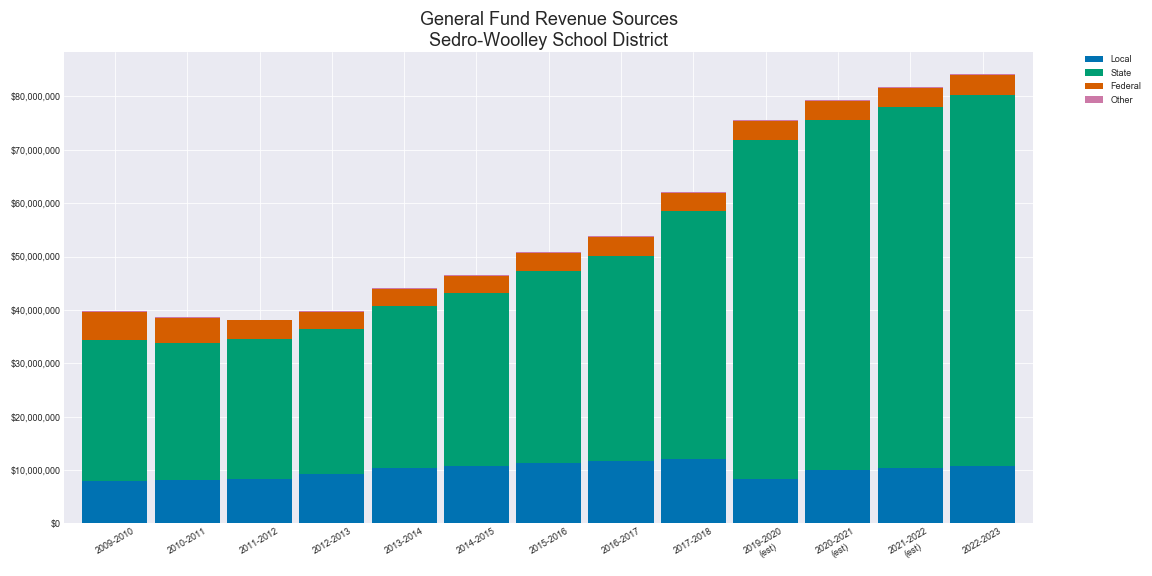 General Fund Revenue Sources
Sedro-Woolley School District
Local
State
Federal
Other
$80,000,000
$70,000,000
$60,000,000
$50,000,000
$40,000,000
$30,000,000
$20,000,000
$10,000,000
$0
2009-2010
2010-2011
2011-2012
2012-2013
2013-2014
2014-2015
2015-2016
2016-2017
2017-2018
2019-2020
(est)
2020-2021
(est)
2021-2022
(est)
2022-2023